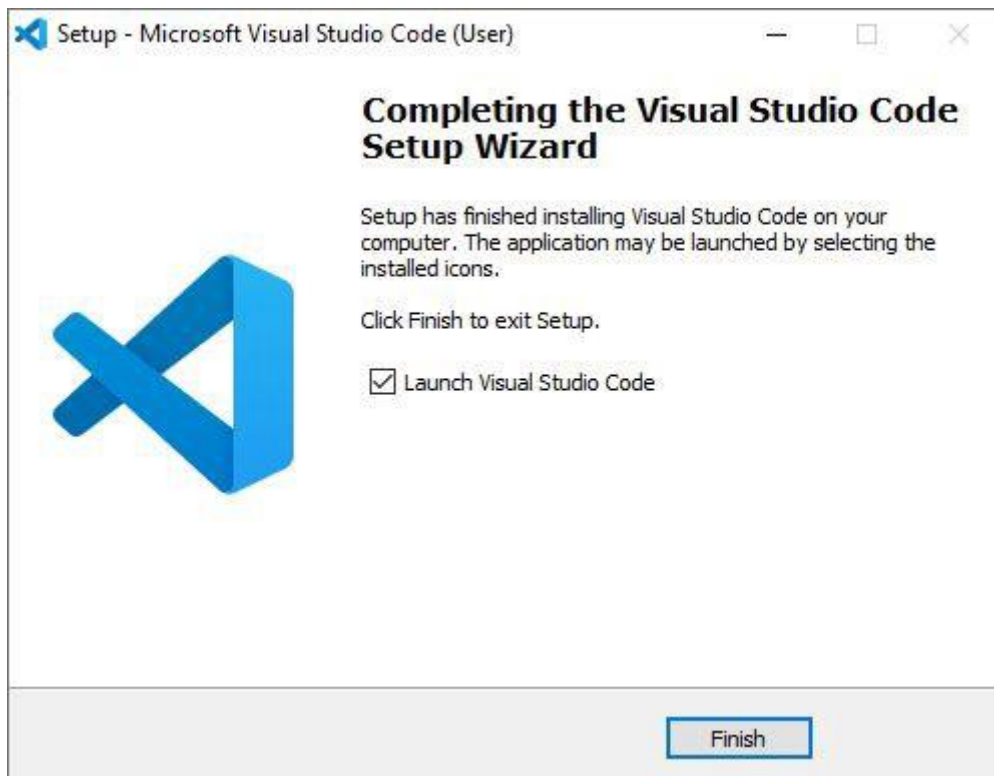 Setup - Microsoft Visual Studio Code (User)
Completing the Visual Studio Code
Setup Wizard
Setup has finished installing Visual Studio Code on your
computer. The application may be launched by selecting the
installed icons.
Click Finish to exit Setup.
Launch Visual Studio Code
Finish